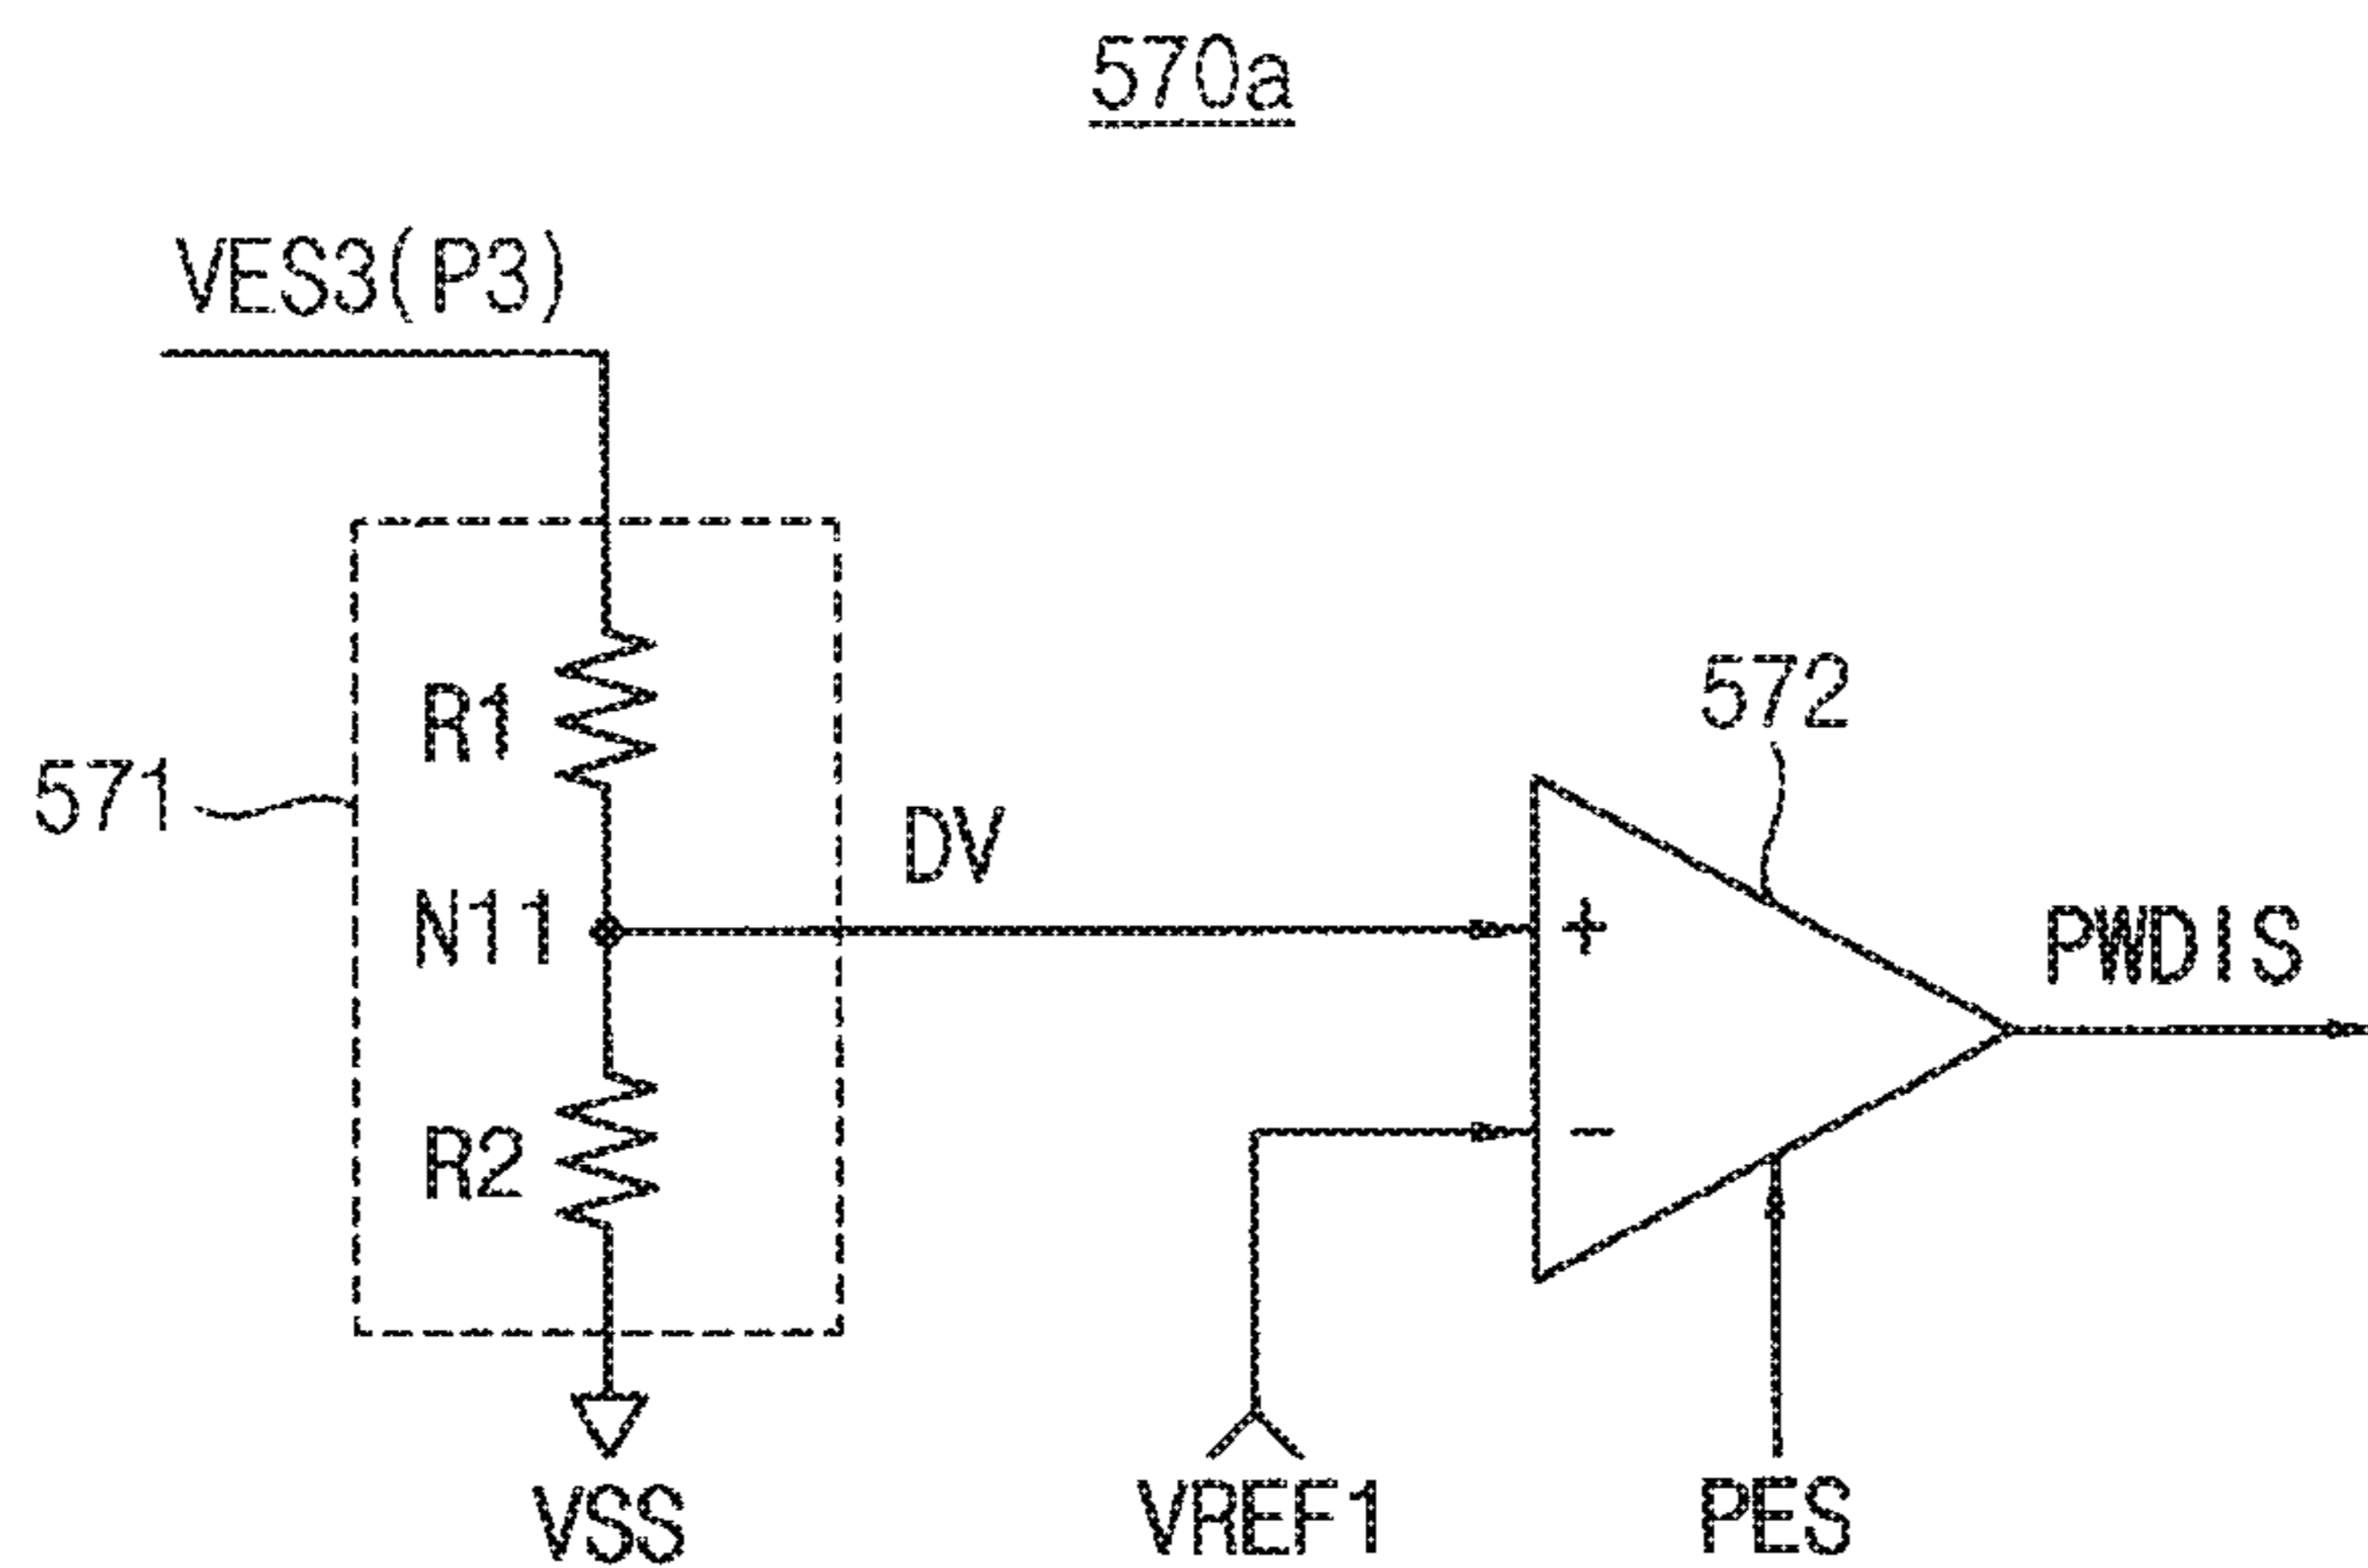 570a
VES3(P3)
572
R1
571
DV
N11
+
PWDIS
R2
-
VSS
VREF1
PES